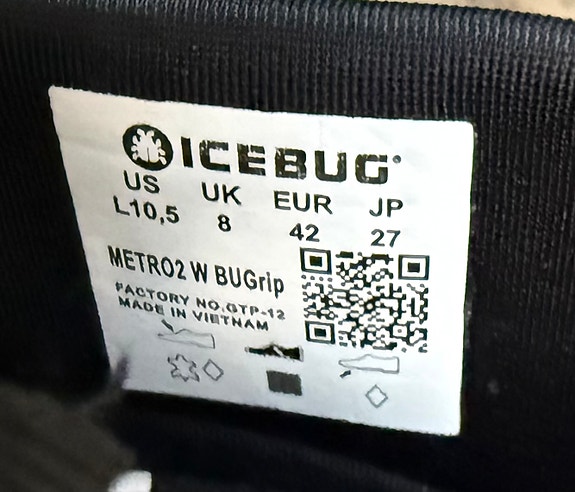 ICEBUG
US UK EUR JP
L10,5 8 42 27
METRO2 W BUGrip
FACTORY NO.GTP-12
MADE IN VIETNAM